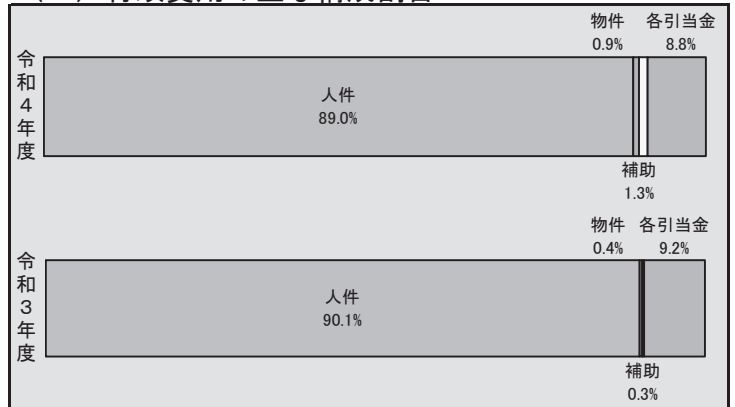 物件 各引当金
0.9% 8.8%
令和4年度
人件
89.0%
補助
1.3%
物件 各引当金
0.4% 9.2%
令和3年度
人件
90.1%
補助
0.3%